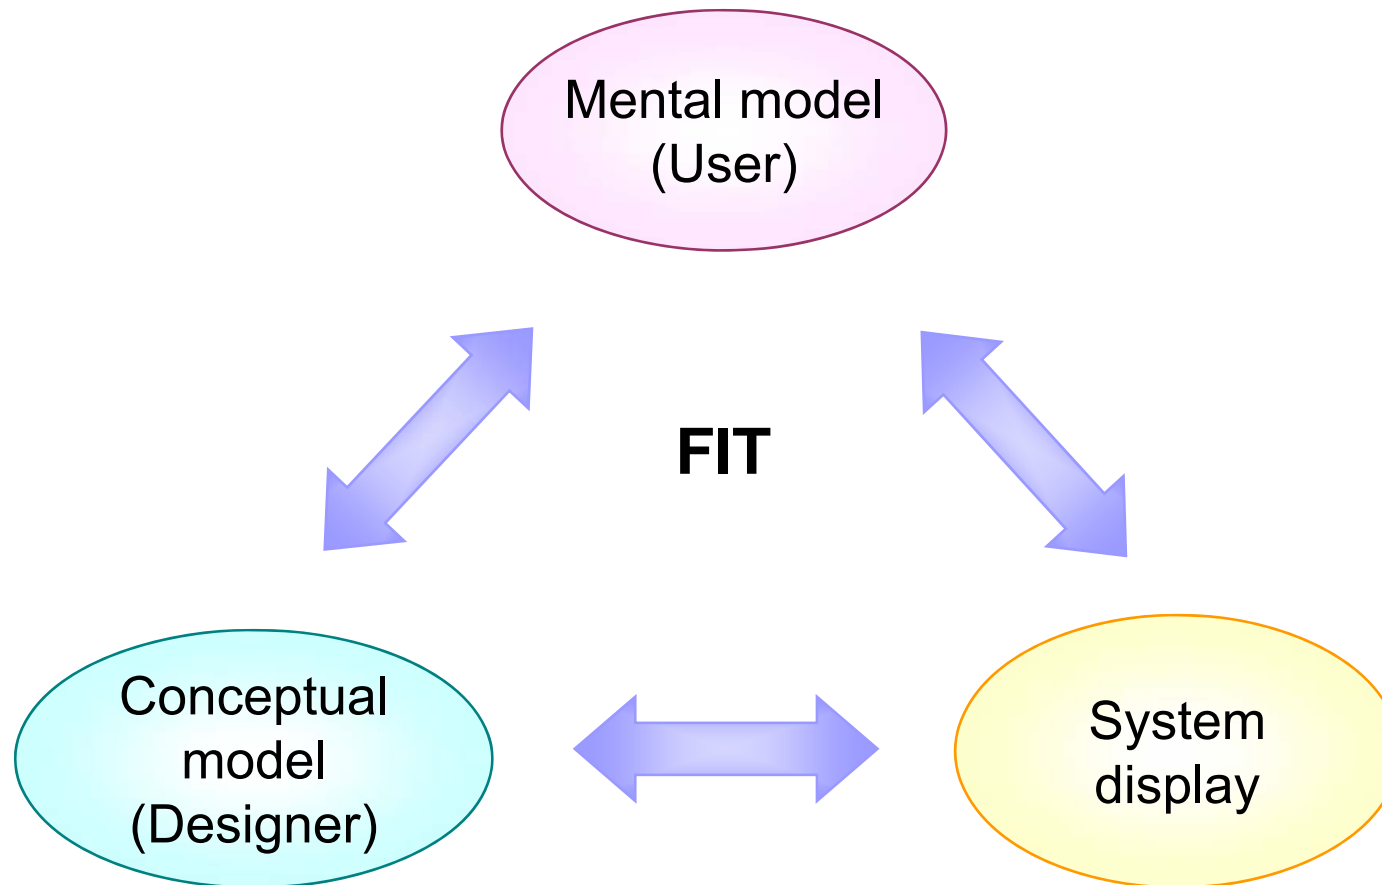 Mental model
(User)
FIT
Conceptual
model
(Designer)
System
display